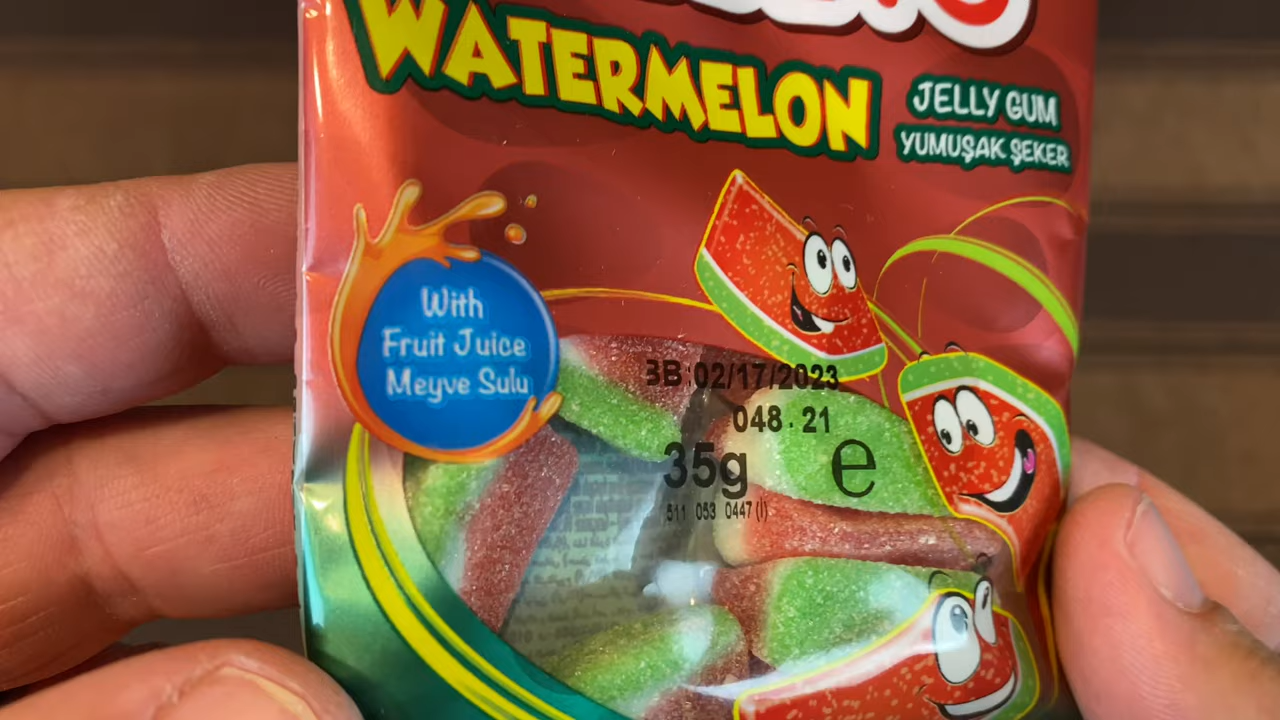 WATERMELON
JELLY GUM
YUMUŞAK ŞEKER
With
Fruit Juice
Meyve Sulu
BB:02/17/2023
048.21
35g e
511 053 0447 (I)